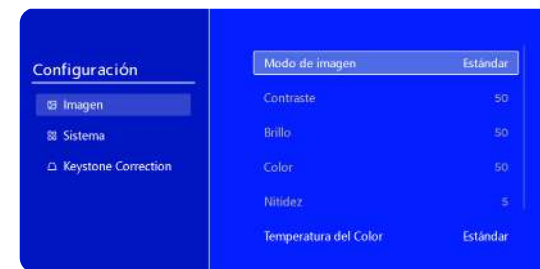 Configuración
Imagen
Sistema
Keystone Correction
Modo de imagen Estándar
Contraste 50
Brillo 50
Color 50
Nitidez 5
Temperatura del Color Estándar